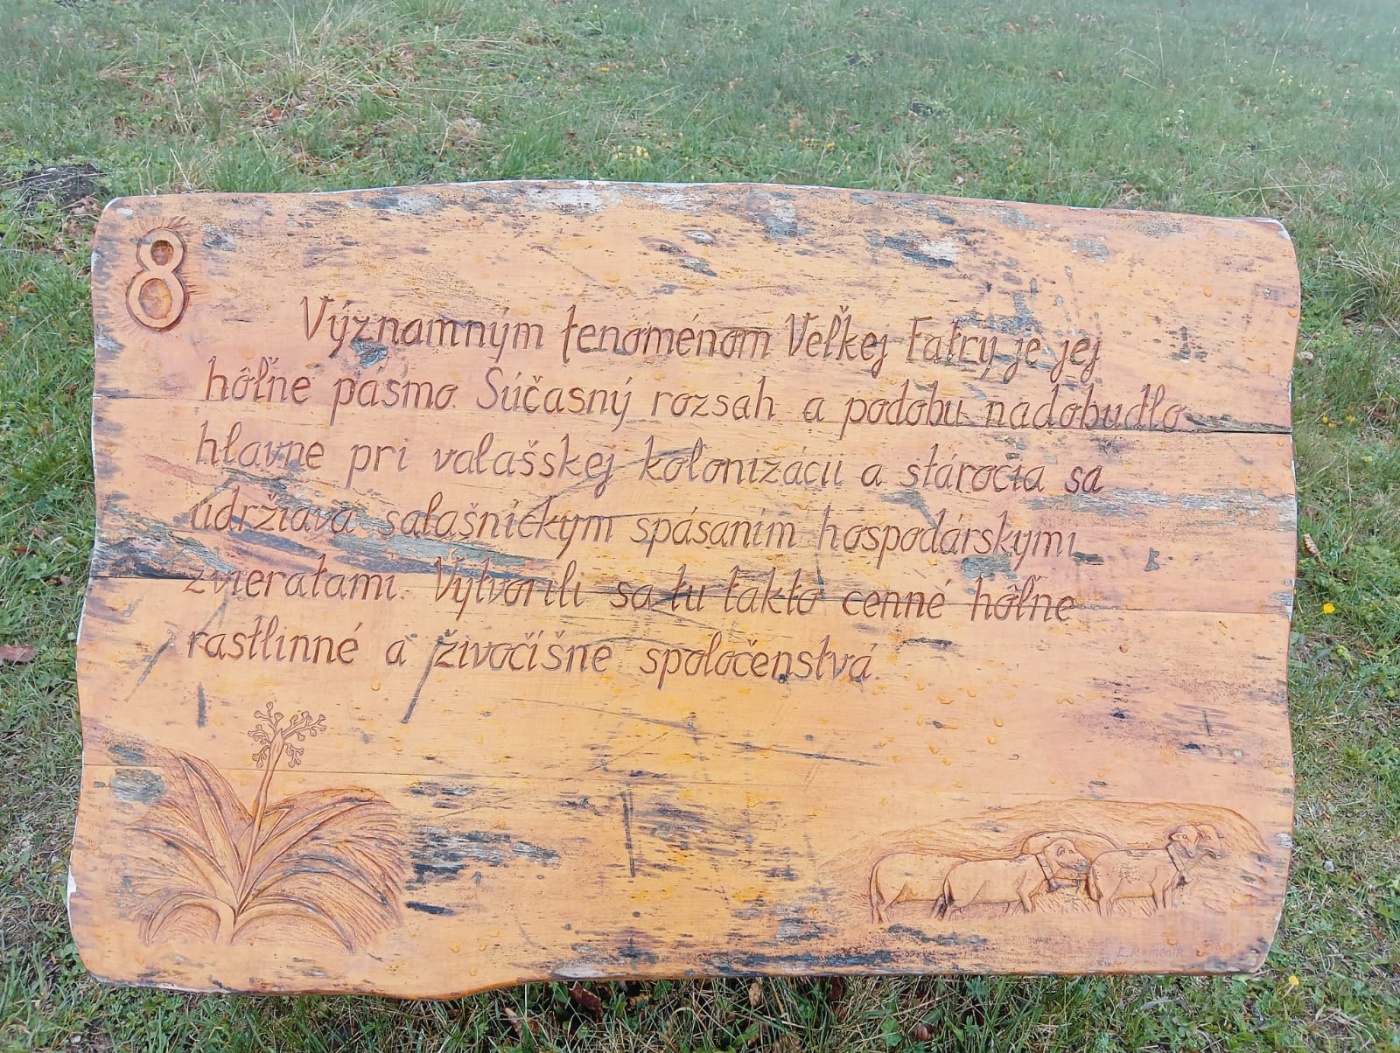 8
Významným fenoménom Veľkej Fatry je jej
hôľne pásmo. Súčasný rozsah a podobu nadobudlo
hlavne pri valašskej kolonizácii a stáročia sa
udržiava salašníckym spásaním hospodárskymi
zvieratami. Vytvorili sa tu takto cenné hôľne
rastlinné a živočíšne spoločenstvá